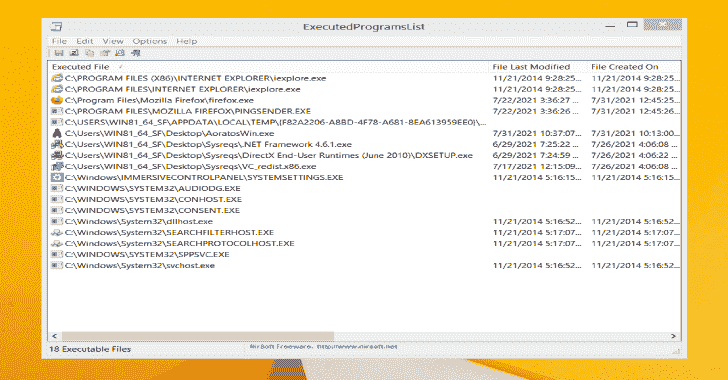 ExecutedProgramsList
File Edit View Options Help
Executed File File Last Modified File Created On
C:\PROGRAM FILES (X86)\INTERNET EXPLORER\iexplore.exe 11/21/2014 9:28:25... 11/21/2014 9:28:25...
C:\PROGRAM FILES\INTERNET EXPLORER\iexplore.exe 11/21/2014 9:28:25... 11/21/2014 9:28:25...
C:\Program Files\Mozilla Firefox\firefox.exe 7/22/2021 3:36:27 ... 7/31/2021 12:45:25...
C:\PROGRAM FILES\MOZILLA FIREFOX\PINGSENDER.EXE 7/22/2021 3:36:26 ... 7/31/2021 12:45:26...
C:\USERS\WIN81_64_SF\APPDATA\LOCAL\TEMP\{F82A2206-A8BD-4F78-A681-8EA613959EE0}\...
C:\Users\WIN81_64_SF\Desktop\AoratosWin.exe 7/31/2021 10:37:07... 7/31/2021 10:13:00...
C:\Users\WIN81_64_SF\Desktop\Sysreqs\.NET Framework 4.6.1.exe 6/29/2021 7:25:22 ... 7/26/2021 4:06:08 ...
C:\Users\WIN81_64_SF\Desktop\Sysreqs\DirectX End-User Runtimes (June 2010)\DXSETUP.exe 6/29/2021 7:24:59 ... 7/26/2021 4:06:22 ...
C:\Users\WIN81_64_SF\Desktop\Sysreqs\VC_redist.x86.exe 7/17/2021 12:15:09... 7/26/2021 4:06:08 ...
C:\Windows\IMMERSIVECONTROLPANEL\SYSTEMSETTINGS.EXE 11/21/2014 5:16:15... 11/21/2014 5:16:15...
C:\WINDOWS\SYSTEM32\AUDIODG.EXE
C:\WINDOWS\SYSTEM32\CONHOST.EXE
C:\WINDOWS\SYSTEM32\CONSENT.EXE
C:\Windows\System32\dllhost.exe 11/21/2014 5:16:52... 11/21/2014 5:16:52...
C:\Windows\System32\SEARCHFILTERHOST.EXE 11/21/2014 5:17:07... 11/21/2014 5:17:07...
C:\Windows\System32\SEARCHPROTOCOLHOST.EXE 11/21/2014 5:17:07... 11/21/2014 5:17:07...
C:\WINDOWS\SYSTEM32\SPPSVC.EXE
C:\Windows\System32\svchost.exe 11/21/2014 5:16:52... 11/21/2014 5:16:52...
18 Executable Files NirSoft Freeware. http://www.nirsoft.net